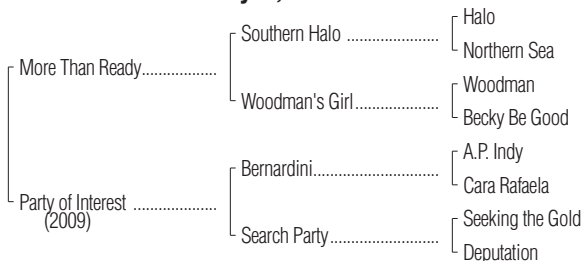 Halo
Southern Halo ..................
Northern Sea
More Than Ready.................
Woodman
Woodman's Girl.................
Becky Be Good
A.P. Indy
Bernardini...........................
Cara Rafaela
Party of Interest .................
(2009)
Seeking the Gold
Search Party.......................
Deputation